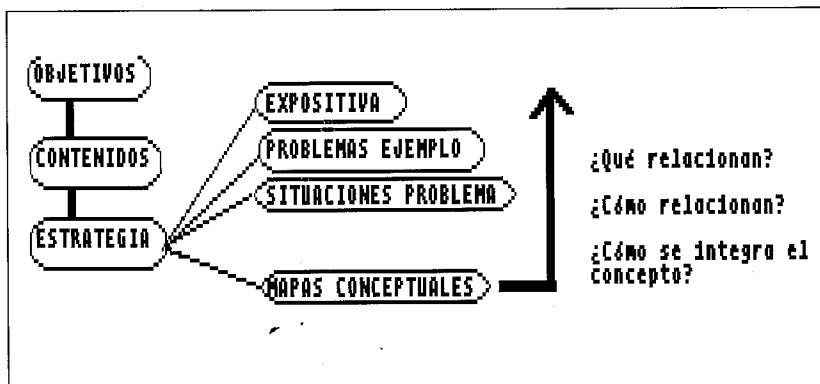 OBJETIVOS
CONTENIDOS
ESTRATEGIA
EXPOSITIVA
PROBLEMAS EJEMPLO
SITUACIONES PROBLEMA
MAPAS CONCEPTUALES
¿Qué relacionan?
¿Cómo relacionan?
¿Cómo se integra el
concepto?